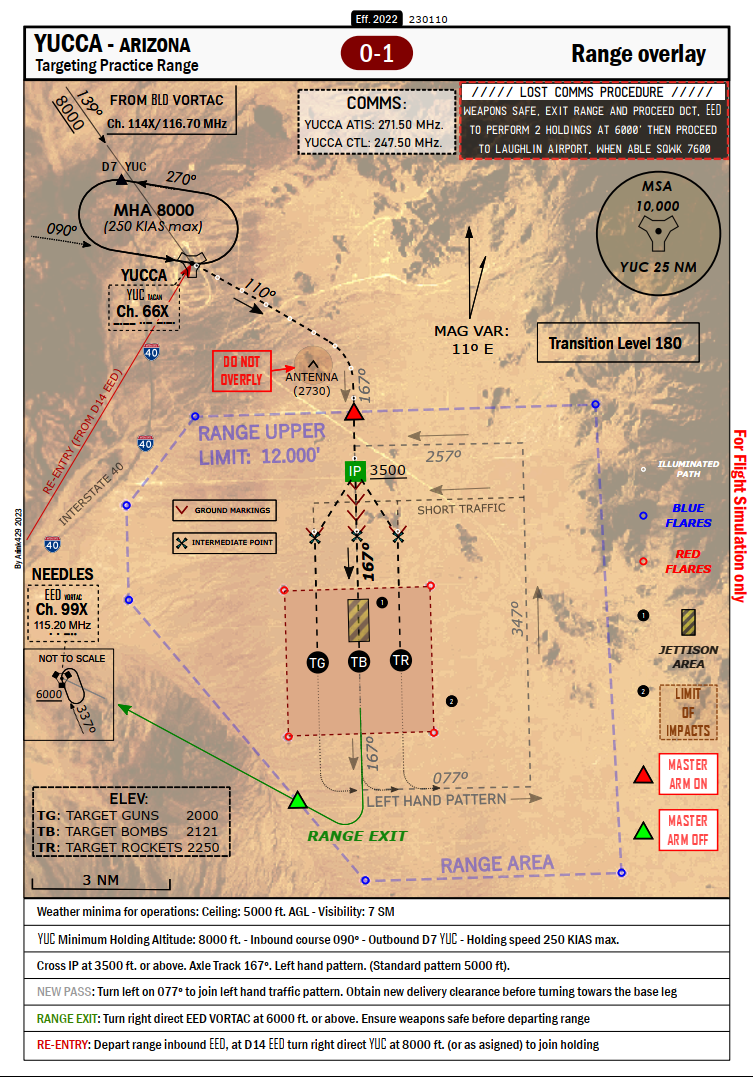 Eff. 2022 230110
YUCCA - ARIZONA
Targeting Practice Range
0-1
Range overlay
139º
8000
FROM BLD VORTAC
Ch. 114X/116.70 MHz
COMMS:
YUCCA ATIS: 271.50 MHz.
YUCCA CTL: 247.50 MHz.
///// LOST COMMS PROCEDURE /////
WEAPONS SAFE, EXIT RANGE AND PROCEED DCT. EED
TO PERFORM 2 HOLDINGS AT 6000' THEN PROCEED
TO LAUGHLIN AIRPORT, WHEN ABLE SQWK 7600
D7 YUC
270º
MHA 8000
(250 KIAS max)
090º
MSA
10,000
YUC 25 NM
YUCCA
YUC TACAN
Ch. 66X
110º
MAG VAR:
11º E
Transition Level 180
40
DO NOT
OVERFLY
ANTENNA
(2730)
167º
RE-ENTRY (FROM D14 EED)
RANGE UPPER
LIMIT: 12.000'
40
INTERSTATE 40
257º
IP 3500
SHORT TRAFFIC
GROUND MARKINGS
INTERMEDIATE POINT
40
167º
347º
ILLUMINATED
PATH
BLUE
FLARES
RED
FLARES
For Flight Simulation only
NEEDLES
EED VORTAC
Ch. 99X
115.20 MHz
1
TG TB TR
1
JETTISON
AREA
NOT TO SCALE
6000
337º
2
2
LIMIT
OF
IMPACTS
167º
077º
LEFT HAND PATTERN
MASTER
ARM ON
ELEV:
TG: TARGET GUNS 2000
TB: TARGET BOMBS 2121
TR: TARGET ROCKETS 2250
RANGE EXIT
MASTER
ARM OFF
RANGE AREA
3 NM
Weather minima for operations: Ceiling: 5000 ft. AGL - Visibility: 7 SM
YUC Minimum Holding Altitude: 8000 ft. - Inbound course 090º - Outbound D7 YUC - Holding speed 250 KIAS max.
Cross IP at 3500 ft. or above. Axle Track 167º. Left hand pattern. (Standard pattern 5000 ft).
NEW PASS: Turn left on 077º to join left hand traffic pattern. Obtain new delivery clearance before turning towars the base leg
RANGE EXIT: Turn right direct EED VORTAC at 6000 ft. or above. Ensure weapons safe before departing range
RE-ENTRY: Depart range inbound EED, at D14 EED turn right direct YUC at 8000 ft. (or as asigned) to join holding